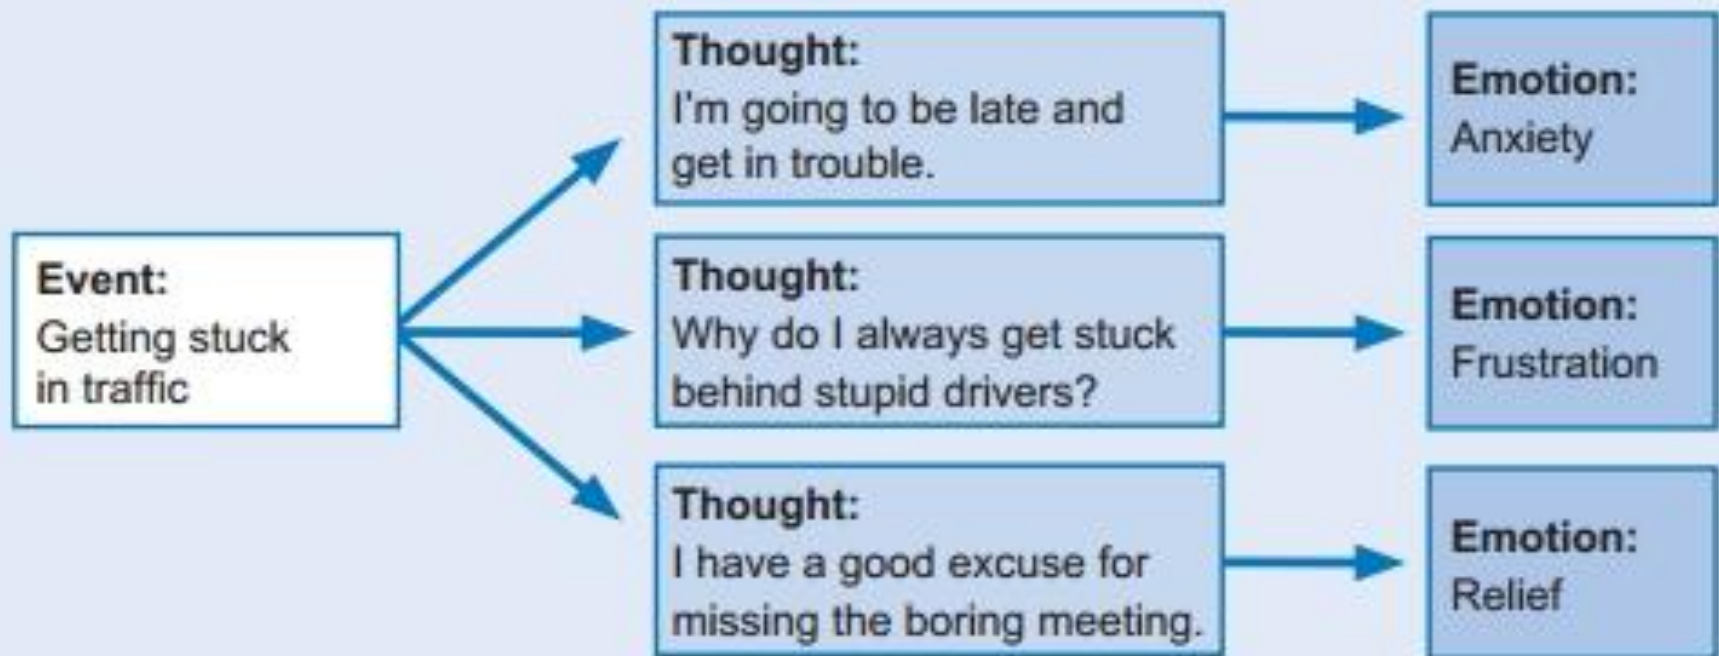 Event:
Getting stuck
in traffic
Thought:
I'm going to be late and
get in trouble.
Emotion:
Anxiety
Thought:
Why do I always get stuck
behind stupid drivers?
Emotion:
Frustration
Thought:
I have a good excuse for
missing the boring meeting.
Emotion:
Relief